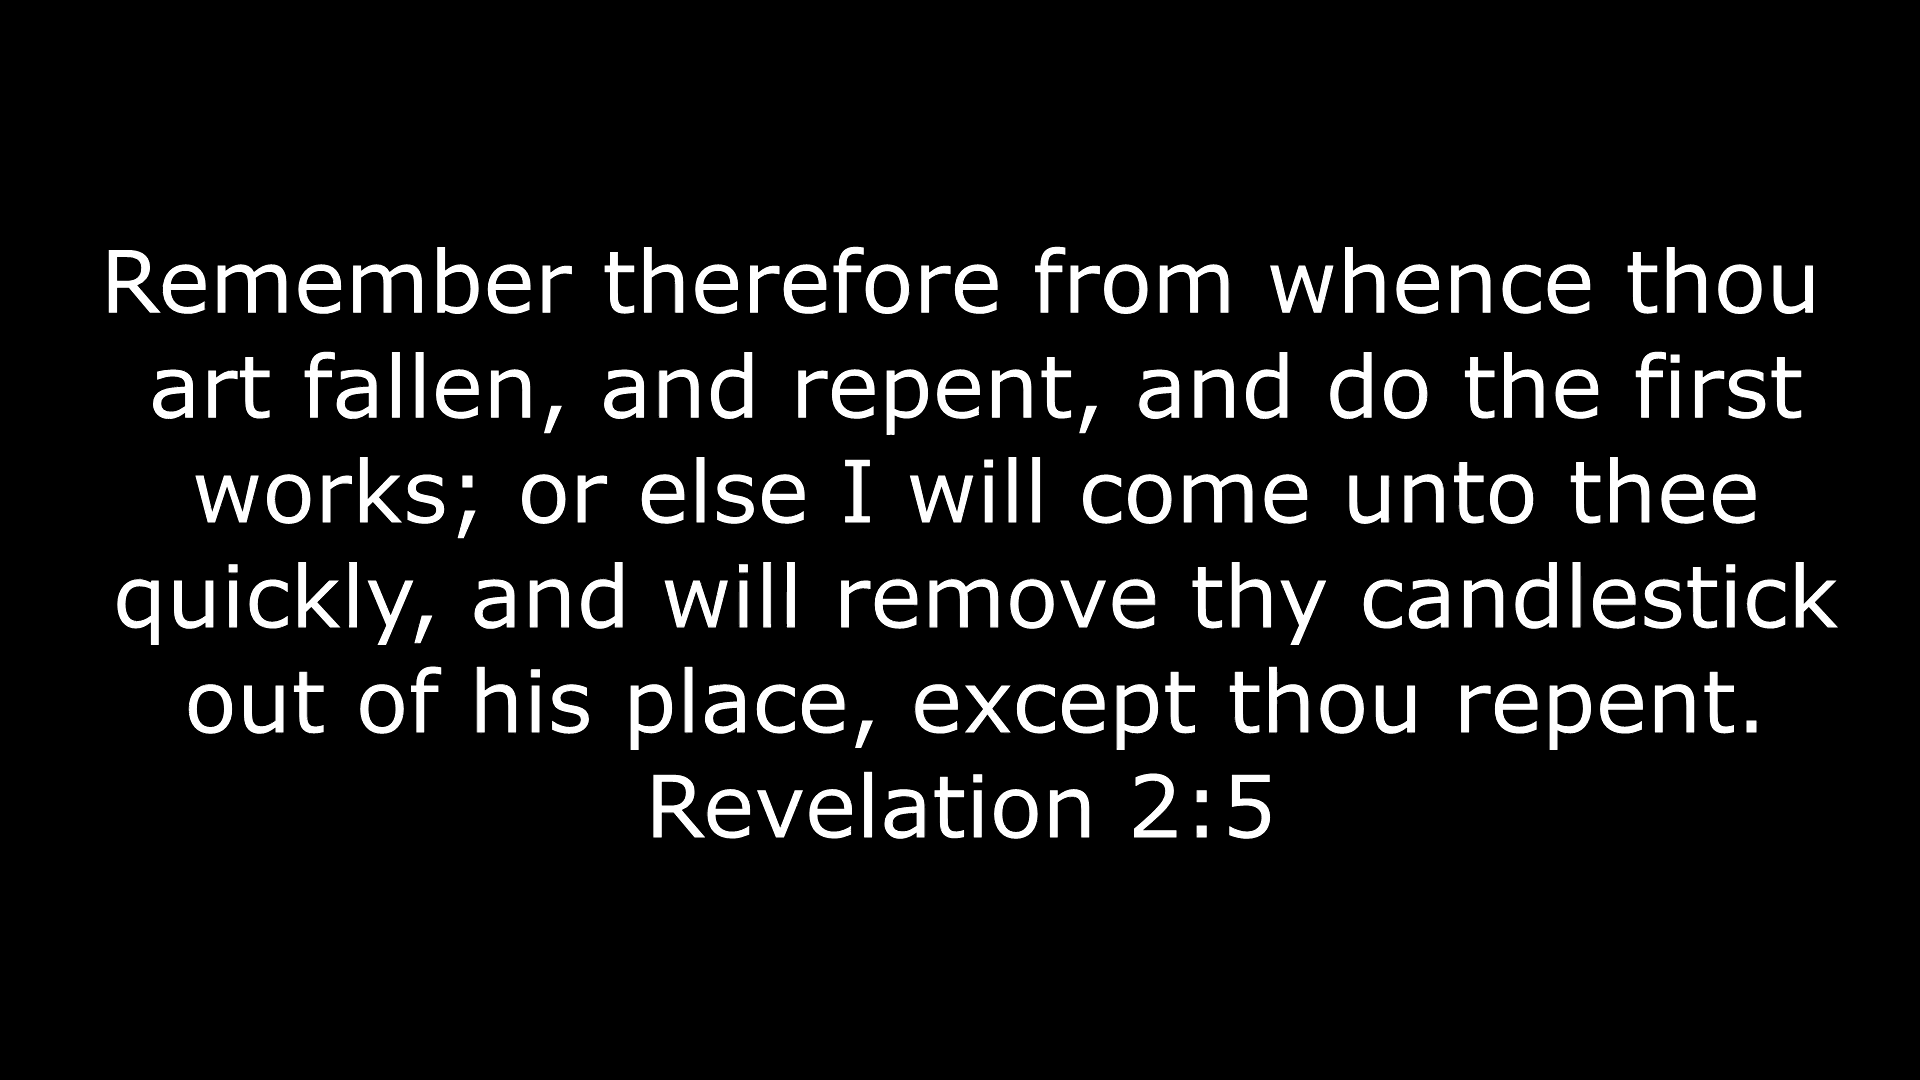 Remember therefore from whence thou
art fallen, and repent, and do the first
works; or else I will come unto thee
quickly, and will remove thy candlestick
out of his place, except thou repent.
Revelation 2:5